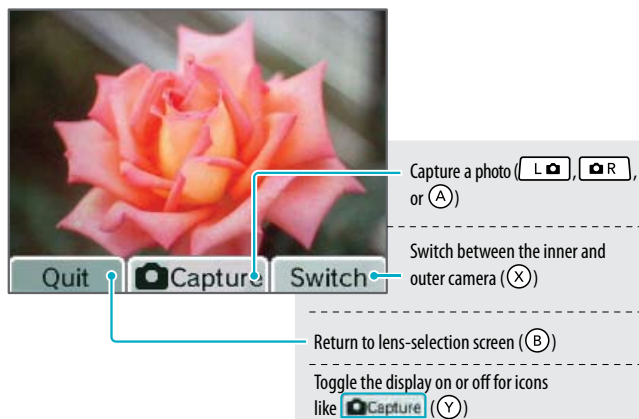 Quit
Capture
Switch
Capture a photo (L, R,
or A)
Switch between the inner and
outer camera (X)
Return to lens-selection screen (B)
Toggle the display on or off for icons
like Capture (Y)